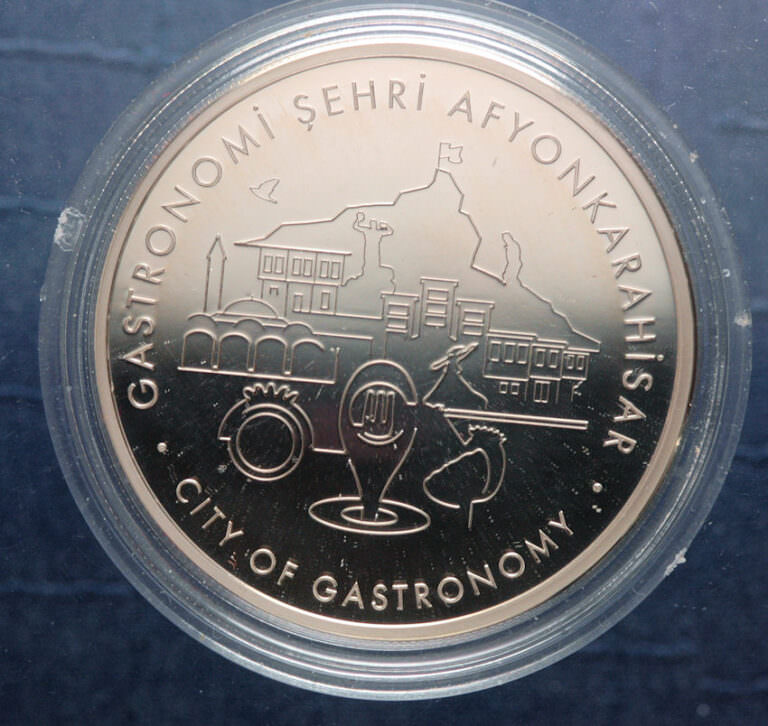 GASTRONOMİ ŞEHRİ AFYONKARAHİSAR
CITY OF GASTRONOMY